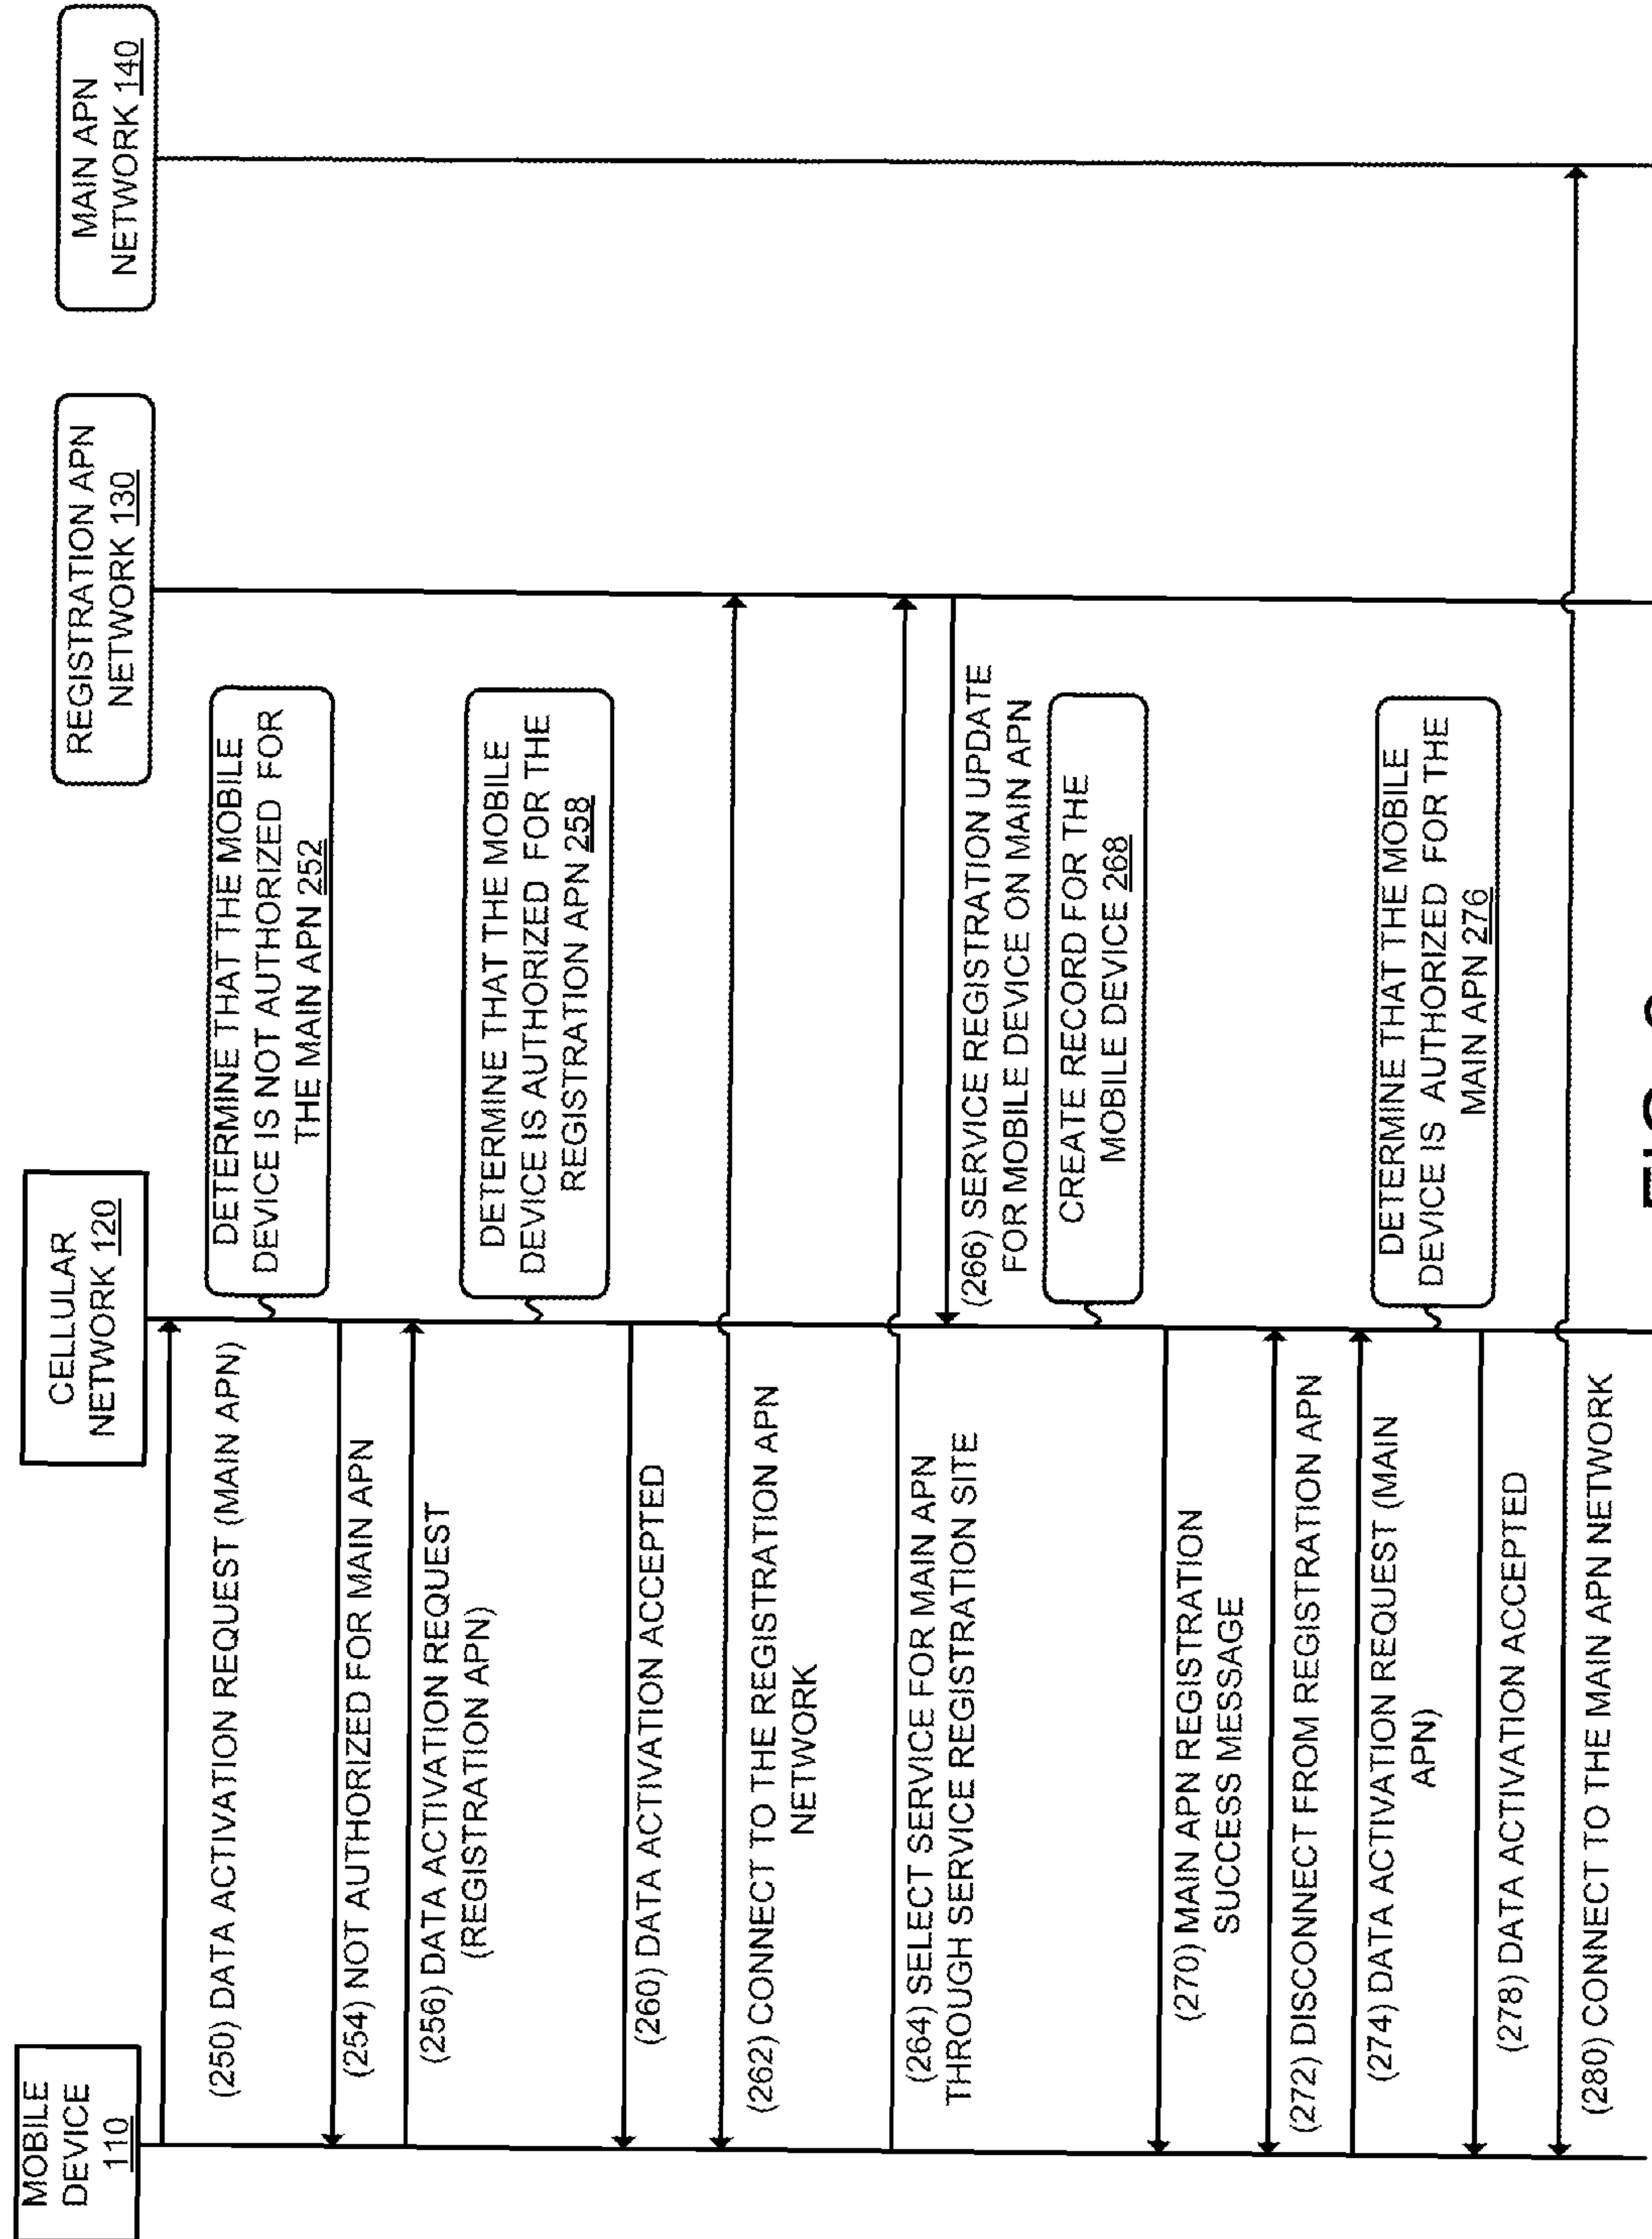 MOBILE
DEVICE
110
CELLULAR
NETWORK 120
REGISTRATION APN
NETWORK 130
MAIN APN
NETWORK 140
(250) DATA ACTIVATION REQUEST (MAIN APN)
DETERMINE THAT THE MOBILE
DEVICE IS NOT AUTHORIZED FOR
THE MAIN APN 252
(254) NOT AUTHORIZED FOR MAIN APN
(256) DATA ACTIVATION REQUEST
(REGISTRATION APN)
DETERMINE THAT THE MOBILE
DEVICE IS AUTHORIZED FOR THE
REGISTRATION APN 258
(260) DATA ACTIVATION ACCEPTED
(262) CONNECT TO THE REGISTRATION APN
NETWORK
(264) SELECT SERVICE FOR MAIN APN
THROUGH SERVICE REGISTRATION SITE
(266) SERVICE REGISTRATION UPDATE
FOR MOBILE DEVICE ON MAIN APN
CREATE RECORD FOR THE
MOBILE DEVICE 268
(270) MAIN APN REGISTRATION
SUCCESS MESSAGE
(272) DISCONNECT FROM REGISTRATION APN
(274) DATA ACTIVATION REQUEST (MAIN
APN)
DETERMINE THAT THE MOBILE
DEVICE IS AUTHORIZED FOR THE
MAIN APN 276
(278) DATA ACTIVATION ACCEPTED
(280) CONNECT TO THE MAIN APN NETWORK